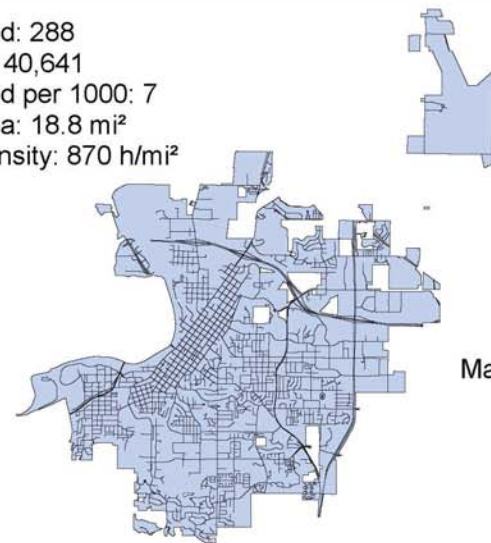 d: 288
40,641
d per 1000: 7
a: 18.8 mi²
nsity: 870 h/mi²
Ma